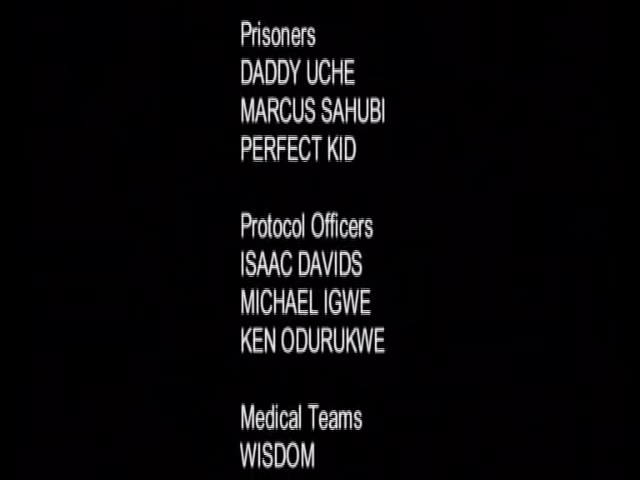 Prisoners
DADDY UCHE
MARCUS SAHUBI
PERFECT KID
Protocol Officers
ISAAC DAVIDS
MICHAEL IGWE
KEN ODURUKWE
Medical Teams
WISDOM